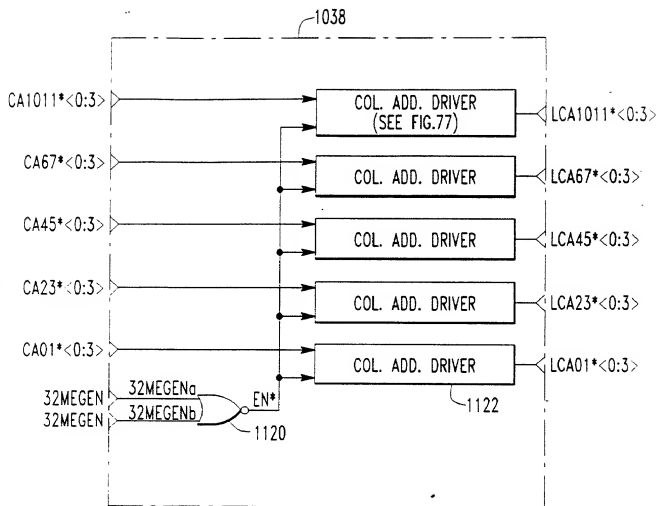 1038
CA1011*<0:3>
COL. ADD. DRIVER
(SEE FIG.77)
LCA1011*<0:3>
CA67*<0:3>
COL. ADD. DRIVER
LCA67*<0:3>
CA45*<0:3>
COL. ADD. DRIVER
LCA45*<0:3>
CA23*<0:3>
COL. ADD. DRIVER
LCA23*<0:3>
CA01*<0:3>
COL. ADD. DRIVER
LCA01*<0:3>
32MEGEN
32MEGENa
EN*
1122
32MEGEN
32MEGENb
1120